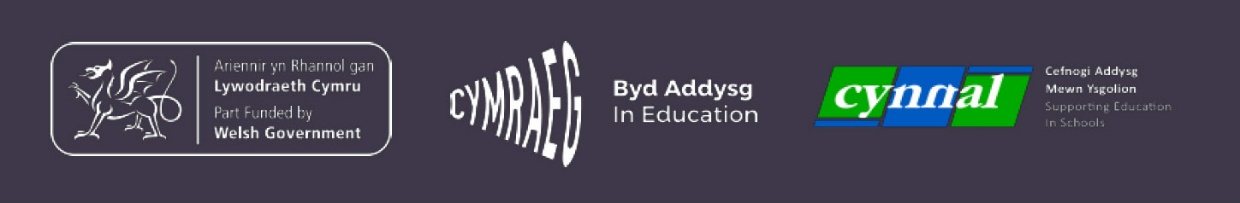 Ariennir yn Rhannol gan
Lywodraeth Cymru
Part Funded by
Welsh Government
CYMRAEG
Byd Addysg
In Education
cynnal
Cefnogi Addysg
Mewn Ysgolion
Supporting Education
In Schools